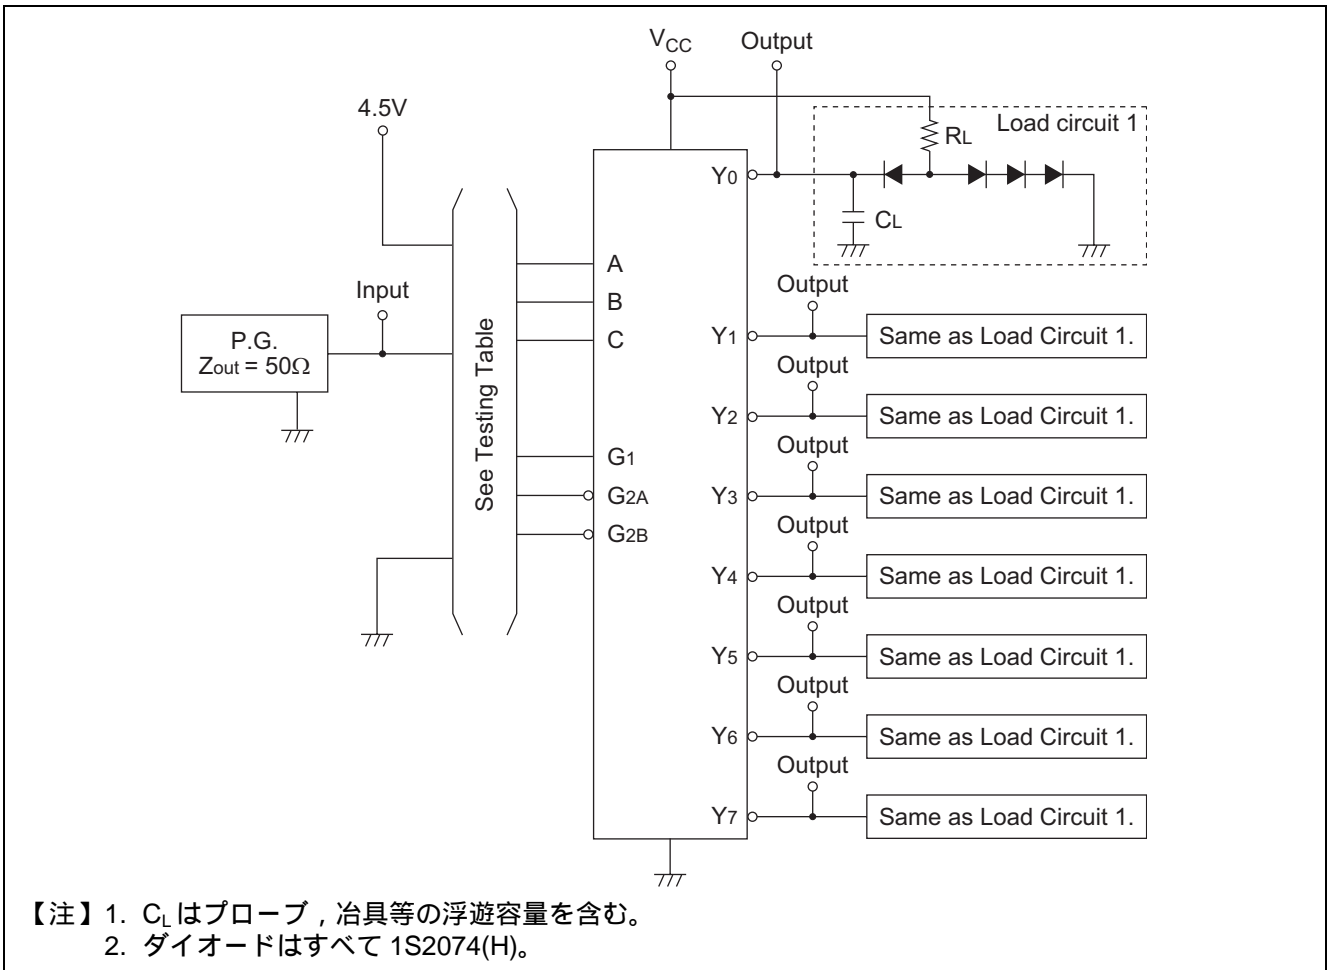 VCC
Output
4.5V
Load circuit 1
RL
Y0
CL
A
Output
Input
B
P.G.
Zout = 50Ω
C
Y1
Same as Load Circuit 1.
See Testing Table
Output
Y2
Same as Load Circuit 1.
Output
G1
G2A
Y3
Same as Load Circuit 1.
G2B
Output
Y4
Same as Load Circuit 1.
Output
Y5
Same as Load Circuit 1.
Output
Y6
Same as Load Circuit 1.
Output
Y7
Same as Load Circuit 1.
【注】1. CLはプローブ，冶具等の浮遊容量を含む。
2. ダイオードはすべて 1S2074(H)。